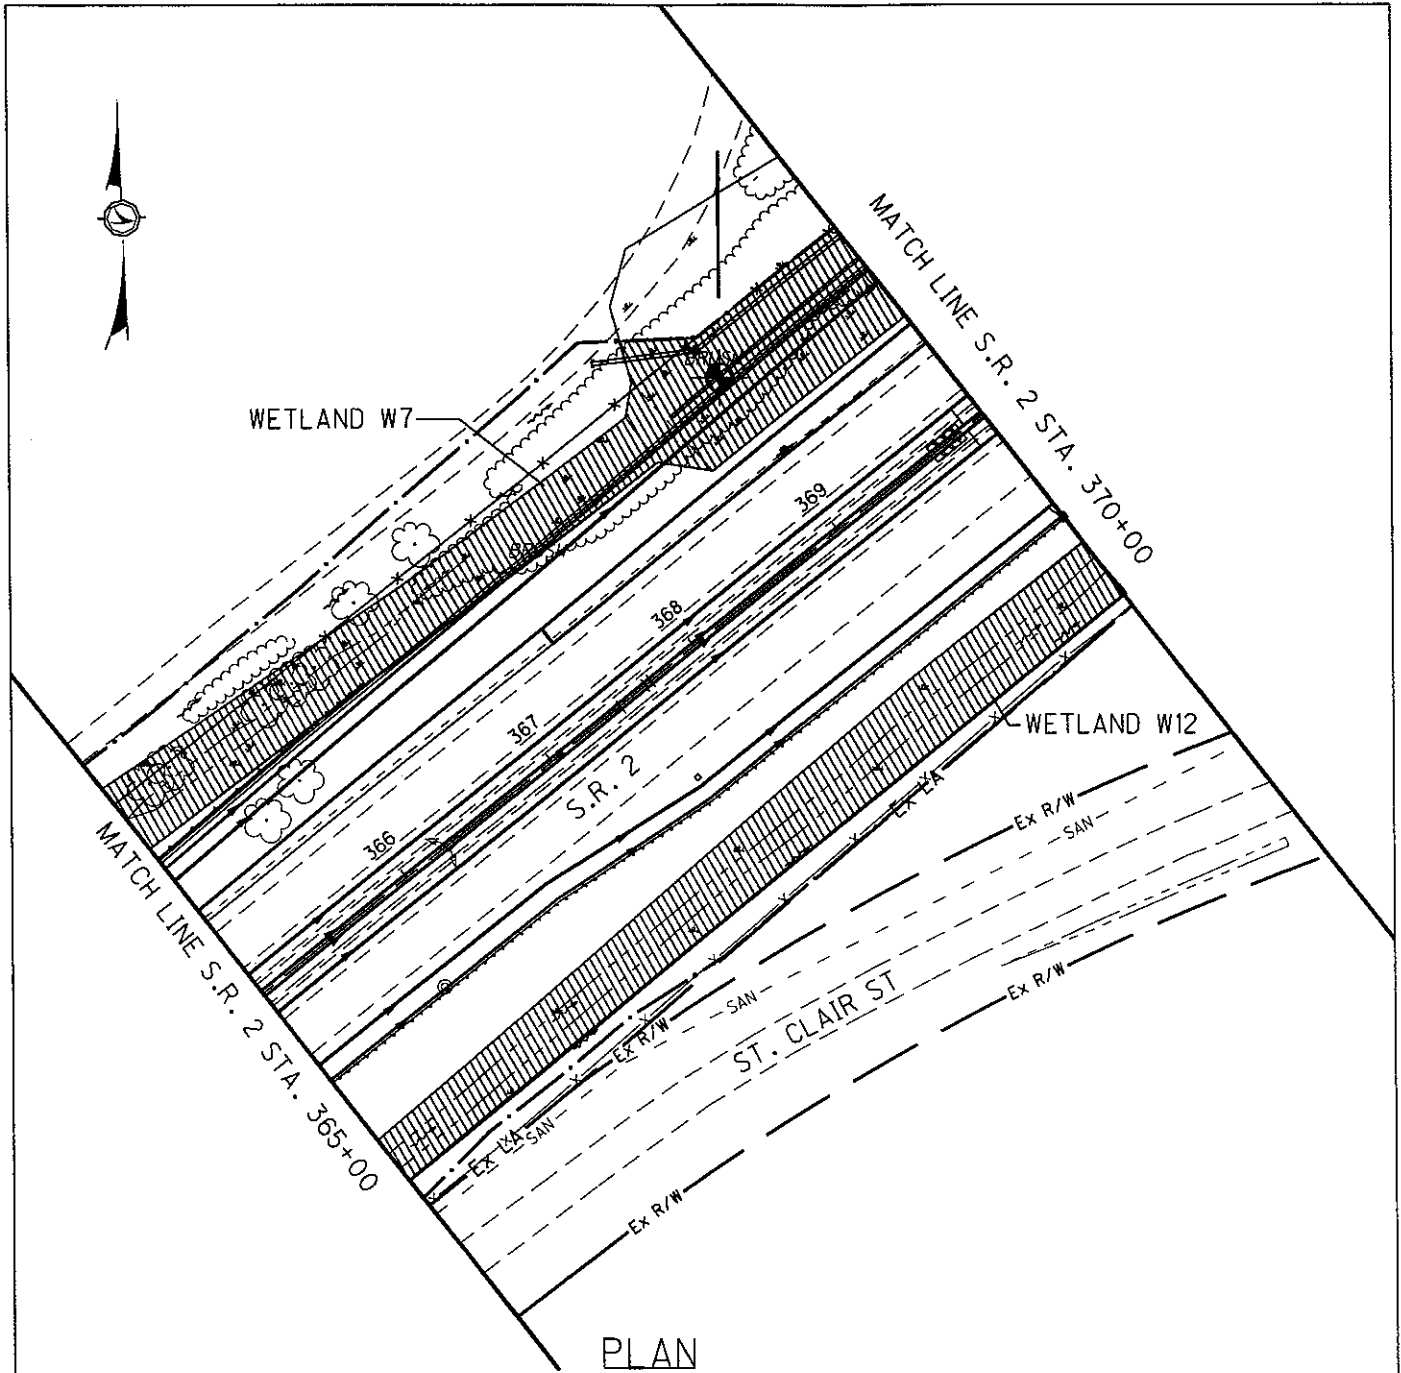 MATCH LINE S.R. 2 STA. 370+00
WETLAND W7
369
368
367
366
S.R. 2
WETLAND W12
Ex LA
Ex R/W
SAN
SAN
Ex R/W
Ex R/W
ST. CLAIR ST
Ex LA
SAN
Ex R/W
MATCH LINE S.R. 2 STA. 365+00
PLAN